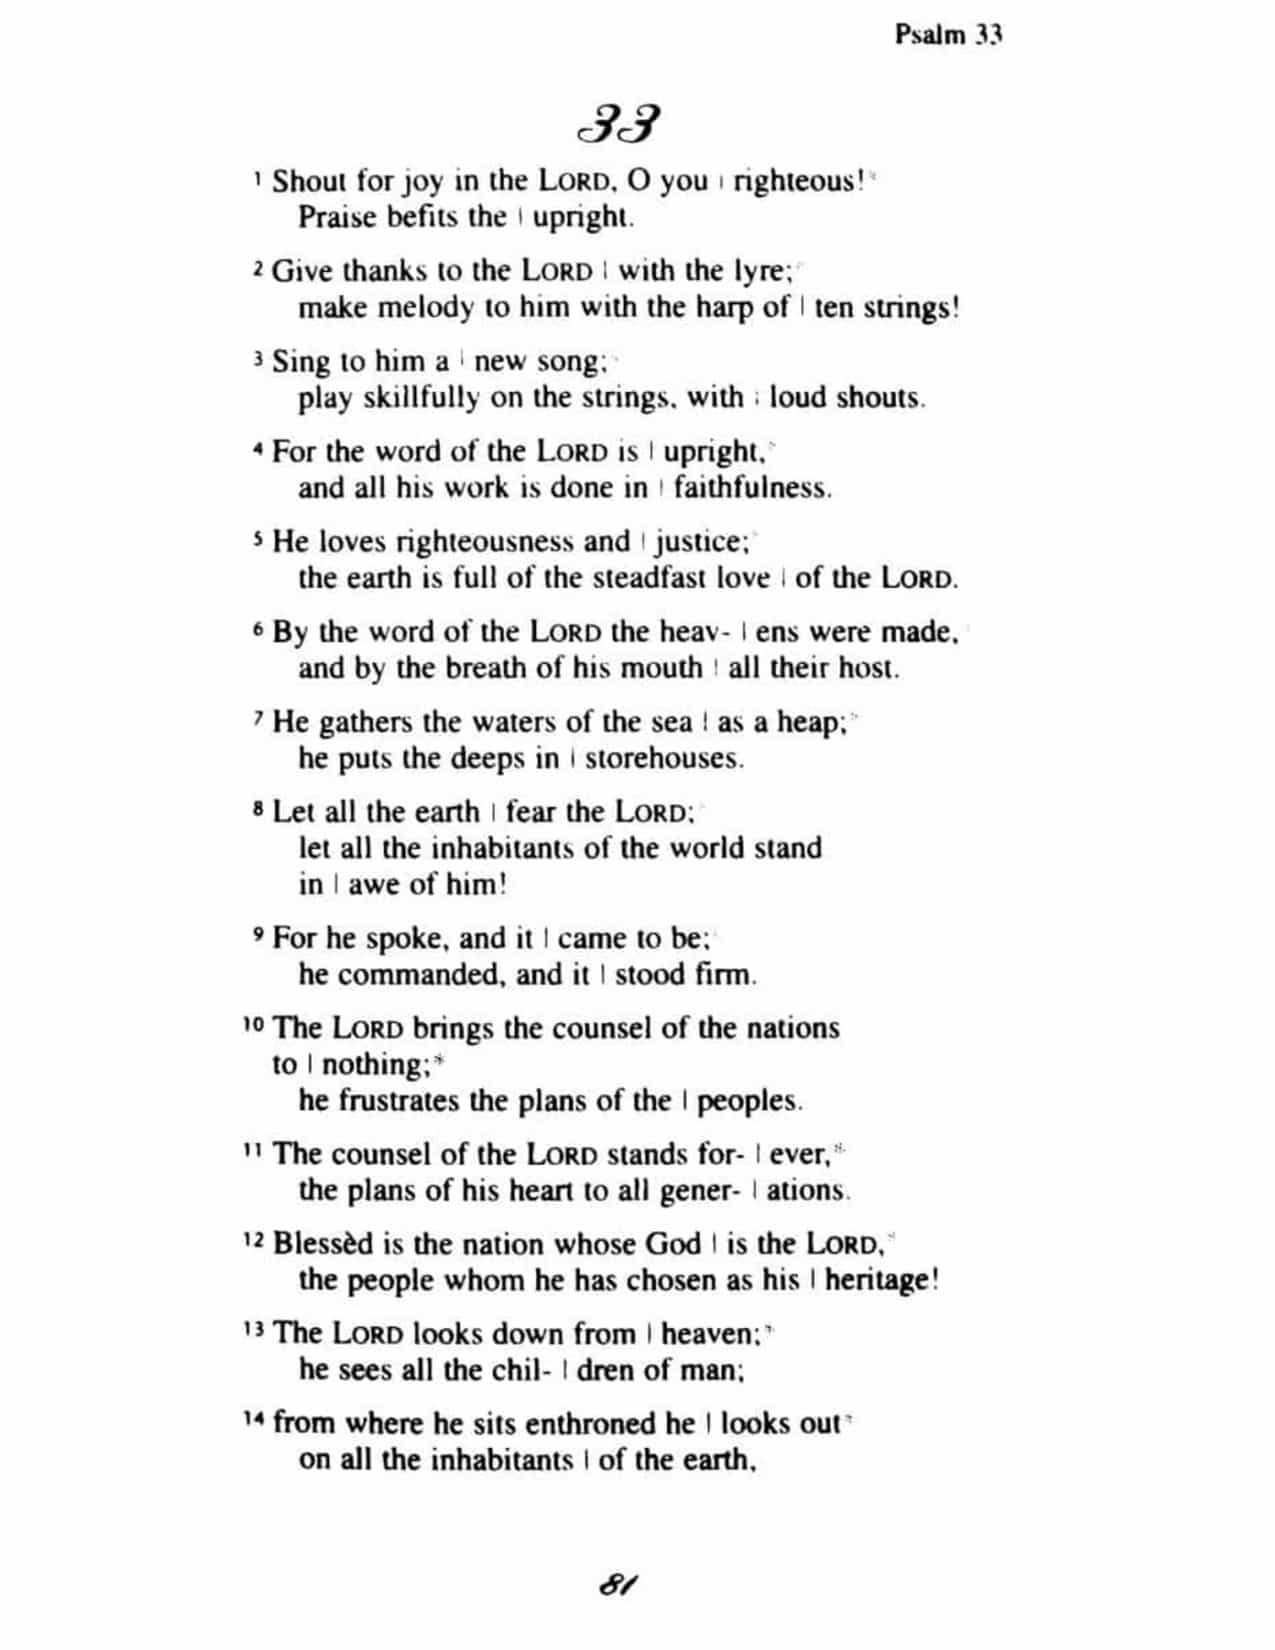 Psalm 33
33
1 Shout for joy in the LORD, O you | righteous!*
Praise befits the | upright.
2 Give thanks to the LORD | with the lyre;*
make melody to him with the harp of | ten strings!
3 Sing to him a | new song;*
play skillfully on the strings, with | loud shouts.
4 For the word of the LORD is | upright,*
and all his work is done in | faithfulness.
5 He loves righteousness and | justice;*
the earth is full of the steadfast love | of the LORD.
6 By the word of the LORD the heav- | ens were made,*
and by the breath of his mouth | all their host.
7 He gathers the waters of the sea | as a heap;*
he puts the deeps in | storehouses.
8 Let all the earth | fear the LORD;*
let all the inhabitants of the world stand
in | awe of him!
9 For he spoke, and it | came to be;*
he commanded, and it | stood firm.
10 The LORD brings the counsel of the nations
to | nothing;*
he frustrates the plans of the | peoples.
11 The counsel of the LORD stands for- | ever,*
the plans of his heart to all gener- | ations.
12 Blessèd is the nation whose God | is the LORD,*
the people whom he has chosen as his | heritage!
13 The LORD looks down from | heaven;*
he sees all the chil- | dren of man;
14 from where he sits enthroned he | looks out*
on all the inhabitants | of the earth,
81